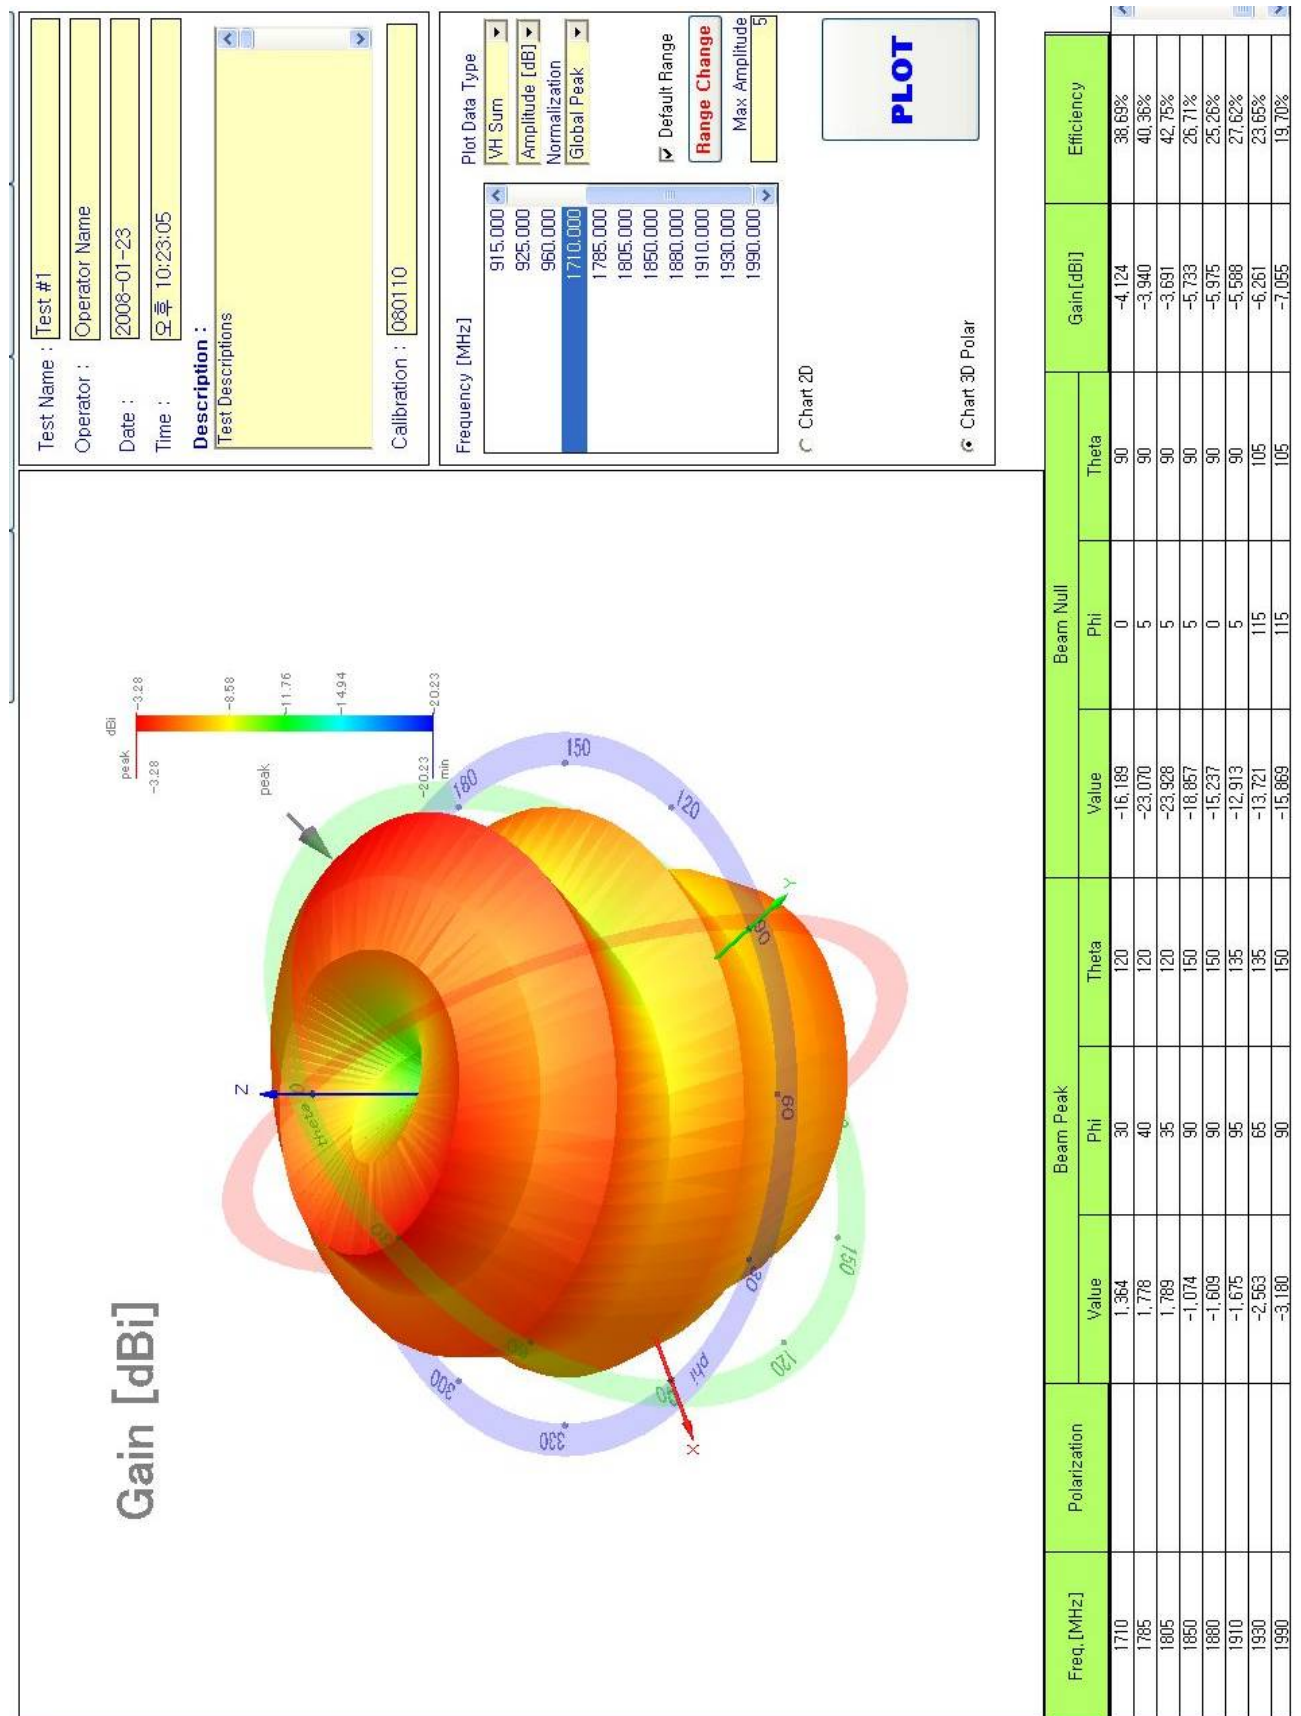 Gain [dBi]
dBi
peak
-3.28
-3.28
-8.58
-11.76
-14.94
-20.23
-20.23
min
peak
Z
theta 0
30
60
90
120
150
X
phi
30
60
90
Y
120
150
180
300
330
Test Name : Test #1
Operator : Operator Name
Date : 2008-01-23
Time : 오후 10:23:05
Description :
Test Descriptions
Calibration : 080110
Frequency [MHz]
915.000
925.000
960.000
1710.000
1785.000
1805.000
1850.000
1880.000
1910.000
1930.000
1990.000
Plot Data Type
VH Sum
Amplitude [dB]
Normalization
Global Peak
Default Range
Range Change
Max Amplitude
5
Chart 2D
Chart 3D Polar
PLOT
Freq.[MHz] Polarization Beam Peak Beam Null Gain[dBi] Efficiency
Value Phi Theta Value Phi Theta
1710 1,364 30 120 -16,189 0 90 -4,124 38,69%
1785 1,778 40 120 -23,070 5 90 -3,940 40,36%
1805 1,789 35 120 -23,928 5 90 -3,691 42,75%
1850 -1,074 90 150 -18,857 5 90 -5,733 26,71%
1880 -1,609 90 150 -15,237 0 90 -5,975 25,26%
1910 -1,675 95 135 -12,913 5 90 -5,588 27,62%
1930 -2,563 65 135 -13,721 115 105 -6,261 23,65%
1990 -3,180 90 150 -15,869 115 105 -7,055 19,70%